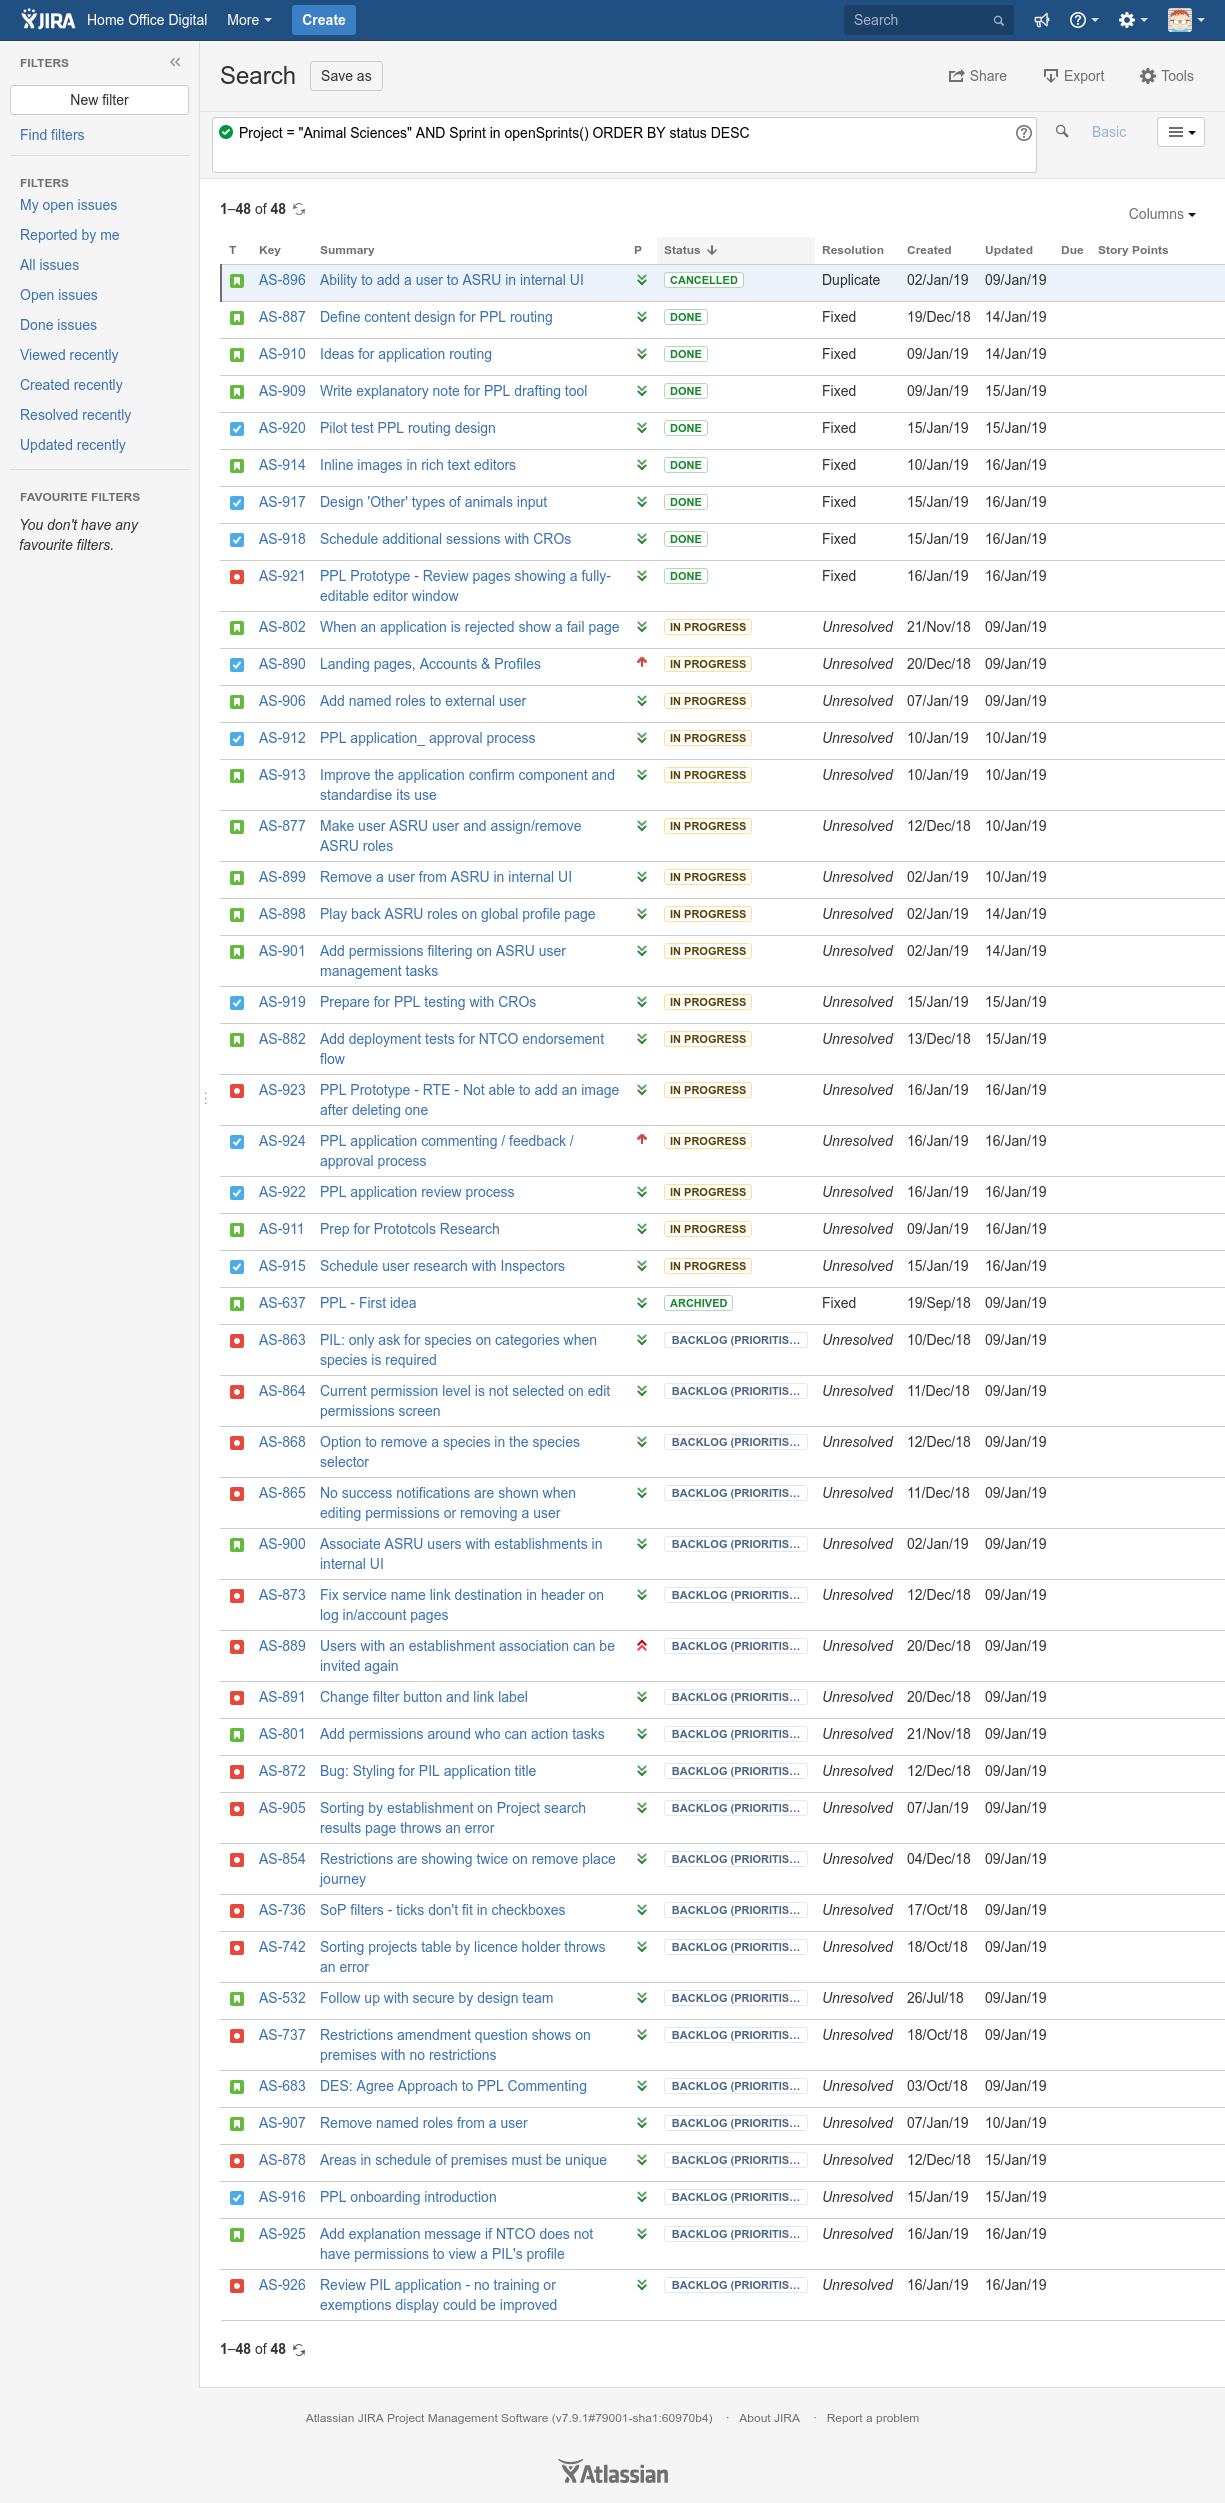 JIRA Home Office Digital More Create Search
FILTERS
New filter
Find filters
FILTERS
My open issues
Reported by me
All issues
Open issues
Done issues
Viewed recently
Created recently
Resolved recently
Updated recently
FAVOURITE FILTERS
You don't have any
favourite filters.
Search Save as Share Export Tools
Project = "Animal Sciences" AND Sprint in openSprints() ORDER BY status DESC Basic
1–48 of 48
Columns
T Key Summary P Status Resolution Created Updated Due Story Points
AS-896 Ability to add a user to ASRU in internal UI CANCELLED Duplicate 02/Jan/19 09/Jan/19
AS-887 Define content design for PPL routing DONE Fixed 19/Dec/18 14/Jan/19
AS-910 Ideas for application routing DONE Fixed 09/Jan/19 14/Jan/19
AS-909 Write explanatory note for PPL drafting tool DONE Fixed 09/Jan/19 15/Jan/19
AS-920 Pilot test PPL routing design DONE Fixed 15/Jan/19 15/Jan/19
AS-914 Inline images in rich text editors DONE Fixed 10/Jan/19 16/Jan/19
AS-917 Design 'Other' types of animals input DONE Fixed 15/Jan/19 16/Jan/19
AS-918 Schedule additional sessions with CROs DONE Fixed 15/Jan/19 16/Jan/19
AS-921 PPL Prototype - Review pages showing a fully- DONE Fixed 16/Jan/19 16/Jan/19
editable editor window
AS-802 When an application is rejected show a fail page IN PROGRESS Unresolved 21/Nov/18 09/Jan/19
AS-890 Landing pages, Accounts & Profiles IN PROGRESS Unresolved 20/Dec/18 09/Jan/19
AS-906 Add named roles to external user IN PROGRESS Unresolved 07/Jan/19 09/Jan/19
AS-912 PPL application_ approval process IN PROGRESS Unresolved 10/Jan/19 10/Jan/19
AS-913 Improve the application confirm component and IN PROGRESS Unresolved 10/Jan/19 10/Jan/19
standardise its use
AS-877 Make user ASRU user and assign/remove IN PROGRESS Unresolved 12/Dec/18 10/Jan/19
ASRU roles
AS-899 Remove a user from ASRU in internal UI IN PROGRESS Unresolved 02/Jan/19 10/Jan/19
AS-898 Play back ASRU roles on global profile page IN PROGRESS Unresolved 02/Jan/19 14/Jan/19
AS-901 Add permissions filtering on ASRU user IN PROGRESS Unresolved 02/Jan/19 14/Jan/19
management tasks
AS-919 Prepare for PPL testing with CROs IN PROGRESS Unresolved 15/Jan/19 15/Jan/19
AS-882 Add deployment tests for NTCO endorsement IN PROGRESS Unresolved 13/Dec/18 15/Jan/19
flow
AS-923 PPL Prototype - RTE - Not able to add an image IN PROGRESS Unresolved 16/Jan/19 16/Jan/19
after deleting one
AS-924 PPL application commenting / feedback / IN PROGRESS Unresolved 16/Jan/19 16/Jan/19
approval process
AS-922 PPL application review process IN PROGRESS Unresolved 16/Jan/19 16/Jan/19
AS-911 Prep for Prototcols Research IN PROGRESS Unresolved 09/Jan/19 16/Jan/19
AS-915 Schedule user research with Inspectors IN PROGRESS Unresolved 15/Jan/19 16/Jan/19
AS-637 PPL - First idea ARCHIVED Fixed 19/Sep/18 09/Jan/19
AS-863 PIL: only ask for species on categories when BACKLOG (PRIORITIS... Unresolved 10/Dec/18 09/Jan/19
species is required
AS-864 Current permission level is not selected on edit BACKLOG (PRIORITIS... Unresolved 11/Dec/18 09/Jan/19
permissions screen
AS-868 Option to remove a species in the species BACKLOG (PRIORITIS... Unresolved 12/Dec/18 09/Jan/19
selector
AS-865 No success notifications are shown when BACKLOG (PRIORITIS... Unresolved 11/Dec/18 09/Jan/19
editing permissions or removing a user
AS-900 Associate ASRU users with establishments in BACKLOG (PRIORITIS... Unresolved 02/Jan/19 09/Jan/19
internal UI
AS-873 Fix service name link destination in header on BACKLOG (PRIORITIS... Unresolved 12/Dec/18 09/Jan/19
log in/account pages
AS-889 Users with an establishment association can be BACKLOG (PRIORITIS... Unresolved 20/Dec/18 09/Jan/19
invited again
AS-891 Change filter button and link label BACKLOG (PRIORITIS... Unresolved 20/Dec/18 09/Jan/19
AS-801 Add permissions around who can action tasks BACKLOG (PRIORITIS... Unresolved 21/Nov/18 09/Jan/19
AS-872 Bug: Styling for PIL application title BACKLOG (PRIORITIS... Unresolved 12/Dec/18 09/Jan/19
AS-905 Sorting by establishment on Project search BACKLOG (PRIORITIS... Unresolved 07/Jan/19 09/Jan/19
results page throws an error
AS-854 Restrictions are showing twice on remove place BACKLOG (PRIORITIS... Unresolved 04/Dec/18 09/Jan/19
journey
AS-736 SoP filters - ticks don't fit in checkboxes BACKLOG (PRIORITIS... Unresolved 17/Oct/18 09/Jan/19
AS-742 Sorting projects table by licence holder throws BACKLOG (PRIORITIS... Unresolved 18/Oct/18 09/Jan/19
an error
AS-532 Follow up with secure by design team BACKLOG (PRIORITIS... Unresolved 26/Jul/18 09/Jan/19
AS-737 Restrictions amendment question shows on BACKLOG (PRIORITIS... Unresolved 18/Oct/18 09/Jan/19
premises with no restrictions
AS-683 DES: Agree Approach to PPL Commenting BACKLOG (PRIORITIS... Unresolved 03/Oct/18 09/Jan/19
AS-907 Remove named roles from a user BACKLOG (PRIORITIS... Unresolved 07/Jan/19 10/Jan/19
AS-878 Areas in schedule of premises must be unique BACKLOG (PRIORITIS... Unresolved 12/Dec/18 15/Jan/19
AS-916 PPL onboarding introduction BACKLOG (PRIORITIS... Unresolved 15/Jan/19 15/Jan/19
AS-925 Add explanation message if NTCO does not BACKLOG (PRIORITIS... Unresolved 16/Jan/19 16/Jan/19
have permissions to view a PIL's profile
AS-926 Review PIL application - no training or BACKLOG (PRIORITIS... Unresolved 16/Jan/19 16/Jan/19
exemptions display could be improved
1–48 of 48
Atlassian JIRA Project Management Software (v7.9.1#79001-sha1:60970b4) · About JIRA · Report a problem
Atlassian